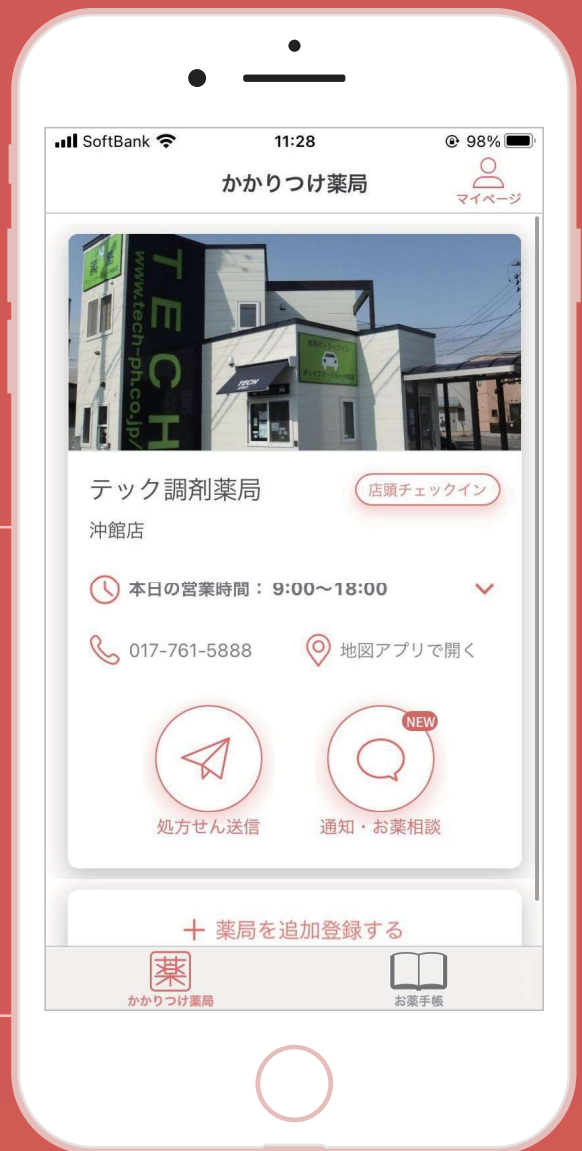 SoftBank 11:28 98%
かかりつけ薬局
マイページ
薬局
TECH
www.tech-ph.co.jp/
TECH
テック調剤薬局
店頭チェックイン
沖館店
本日の営業時間： 9:00〜18:00
017-761-5888
地図アプリで開く
NEW
処方せん送信
通知・お薬相談
＋ 薬局を追加登録する
薬
かかりつけ薬局
お薬手帳